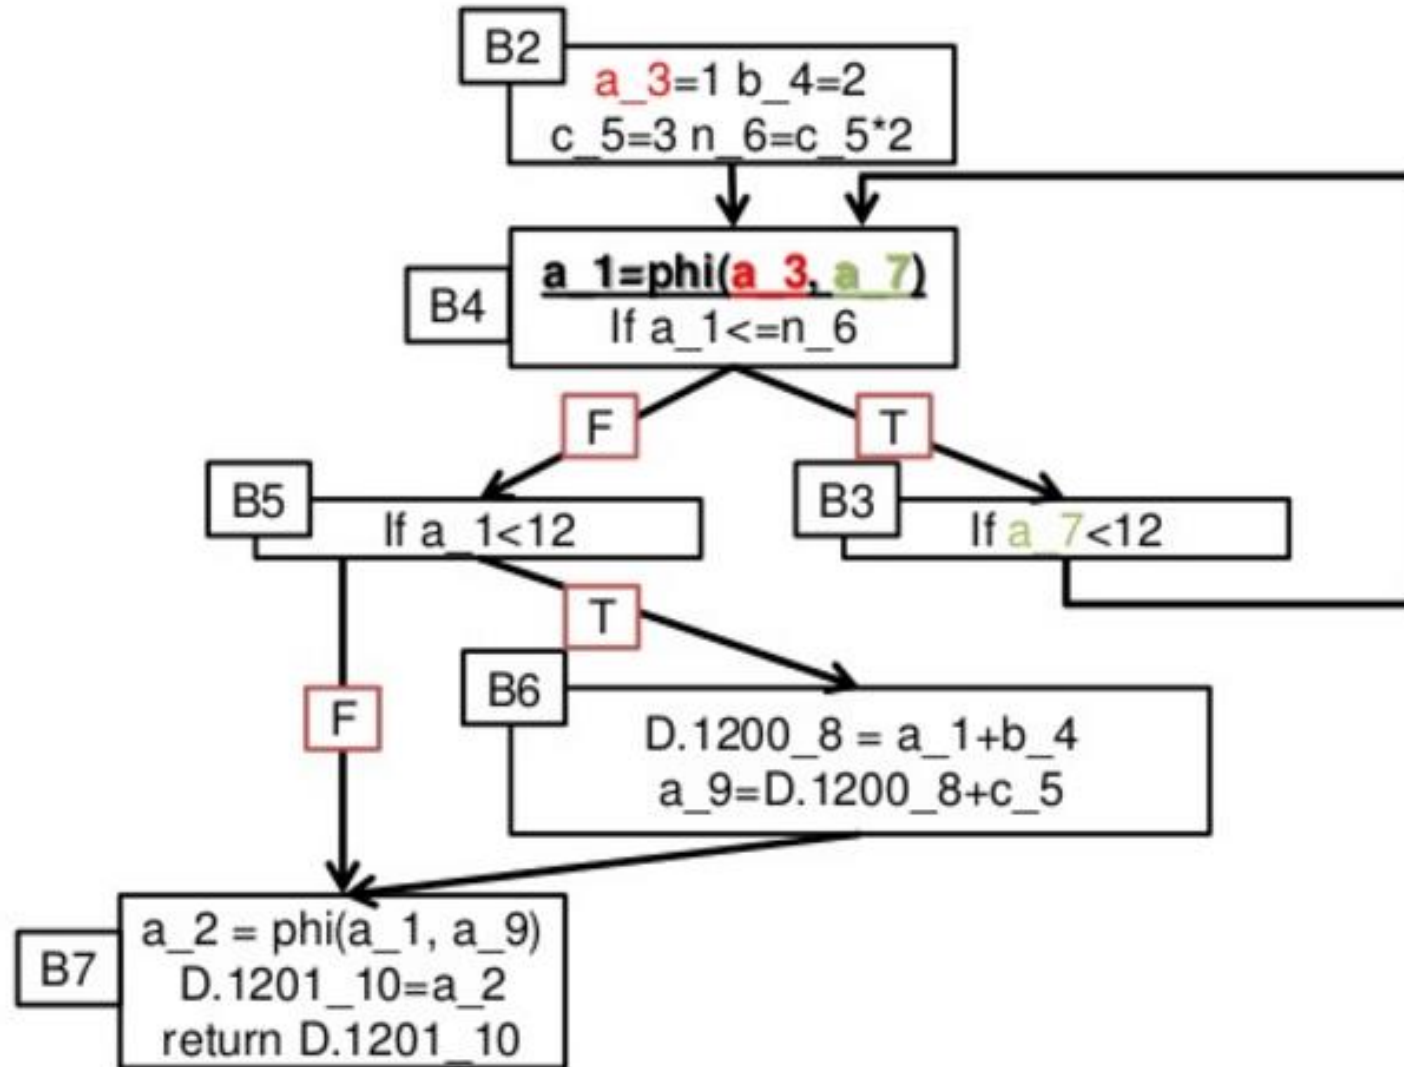 B2
a_3=1 b_4=2
c_5=3 n_6=c_5*2
a_1=phi(a_3, a_7)
B4
If a_1<=n_6
F
T
B5
If a_1<12
B3
If a_7<12
T
F
B6
D.1200_8 = a_1+b_4
a_9=D.1200_8+c_5
B7
a_2 = phi(a_1, a_9)
D.1201_10=a_2
return D.1201_10